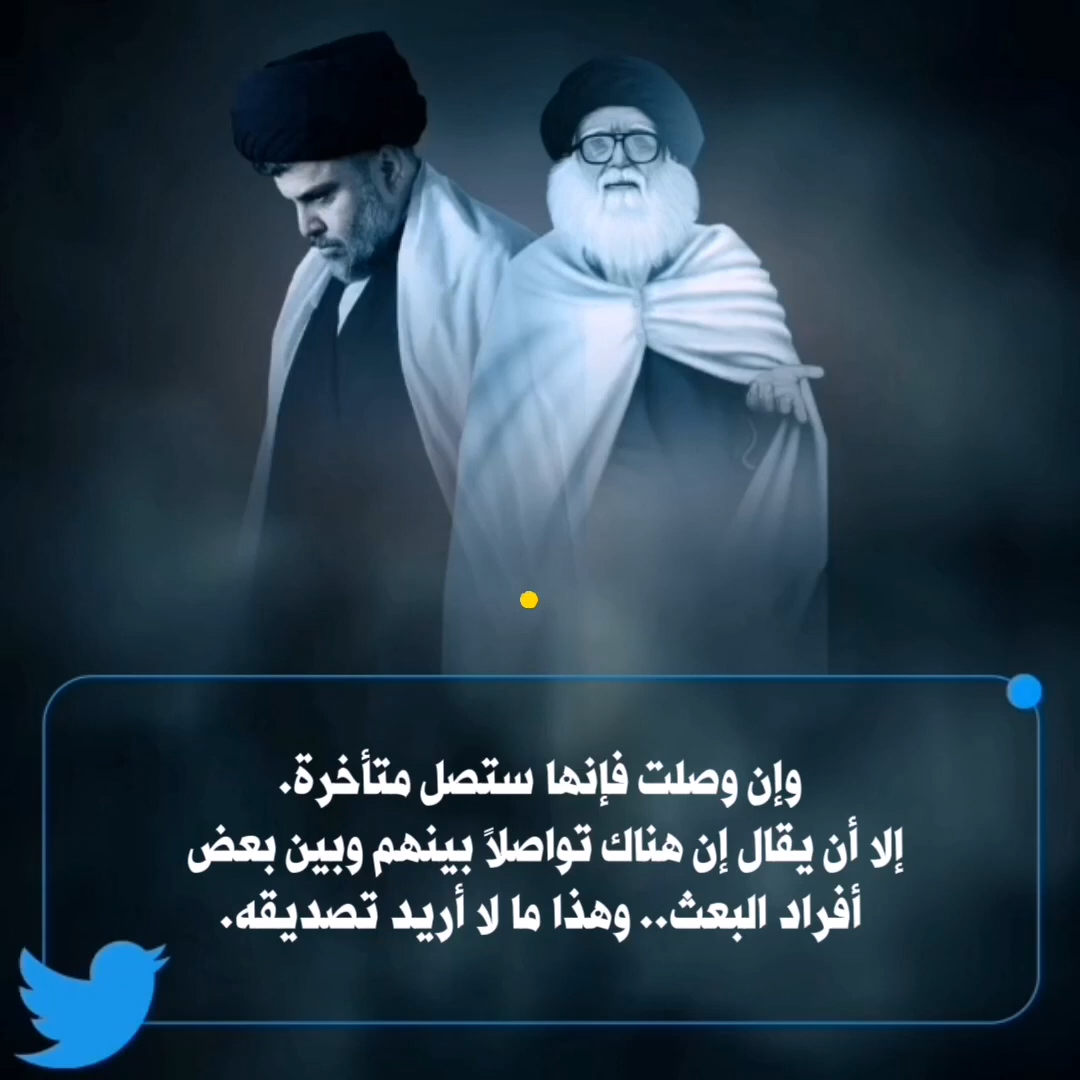 وإن وصلت فإنها ستصل متأخرة.
إلا أن يقال إن هناك تواصلاً بينهم وبين بعض
أفراد البعث.. وهذا ما لا أريد تصديقه.